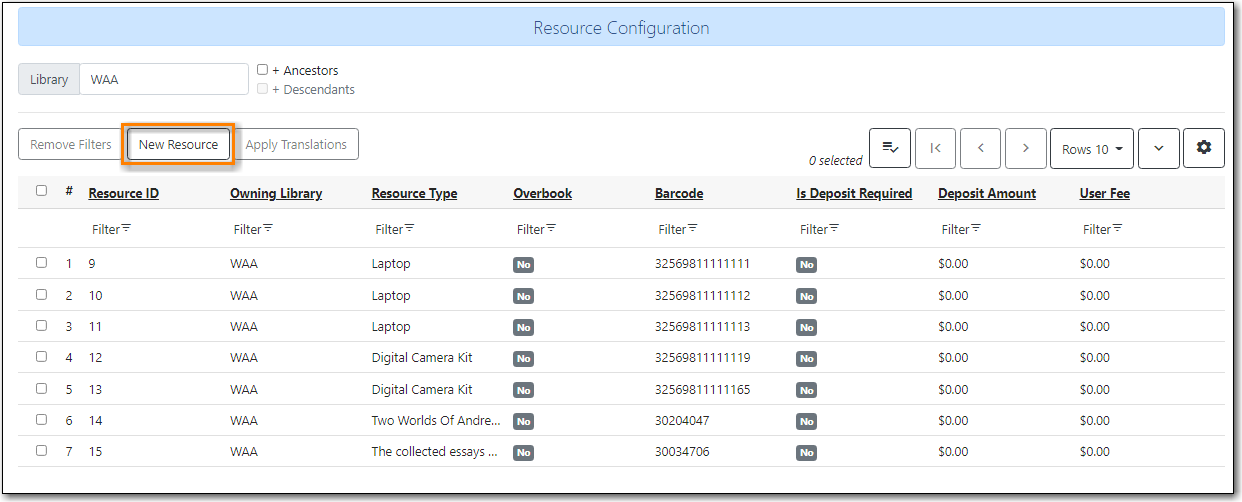 Resource Configuration
Library WAA
+ Ancestors
+ Descendants
Remove Filters New Resource Apply Translations 0 selected Rows 10
# Resource ID Owning Library Resource Type Overbook Barcode Is Deposit Required Deposit Amount User Fee
Filter Filter Filter Filter Filter Filter Filter Filter
1 9 WAA Laptop No 32569811111111 No $0.00 $0.00
2 10 WAA Laptop No 32569811111112 No $0.00 $0.00
3 11 WAA Laptop No 32569811111113 No $0.00 $0.00
4 12 WAA Digital Camera Kit No 32569811111119 No $0.00 $0.00
5 13 WAA Digital Camera Kit No 32569811111165 No $0.00 $0.00
6 14 WAA Two Worlds Of Andre... No 30204047 No $0.00 $0.00
7 15 WAA The collected essays ... No 30034706 No $0.00 $0.00